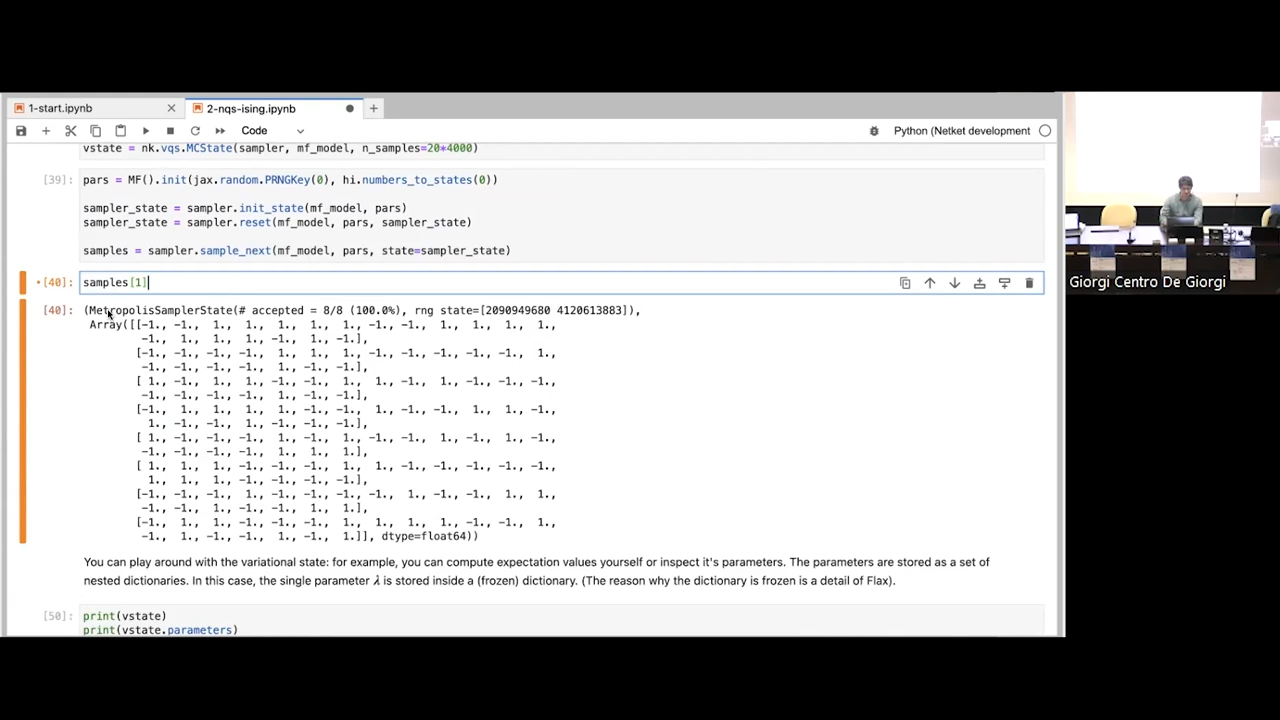 1-start.ipynb
2-nqs-ising.ipynb
Code
Python (Netket development
vstate = nk.vqs.MCState(sampler, mf_model, n_samples=20*4000)
[39]: pars = MF().init(jax.random.PRNGKey(0), hi.numbers_to_states(0))
sampler_state = sampler.init_state(mf_model, pars)
sampler_state = sampler.reset(mf_model, pars, sampler_state)
samples = sampler.sample_next(mf_model, pars, state=sampler_state)
[40]: samples[1]
[40]: (MetropolisSamplerState(# accepted = 8/8 (100.0%), rng state=[2090949680 4120613883]),
Array([[-1., -1., 1., 1., 1., 1., 1., -1., -1., 1., 1., 1., 1.,
-1., 1., 1., 1., -1., 1., -1.],
[-1., -1., -1., -1., 1., 1., 1., 1., -1., -1., -1., -1., 1.,
-1., -1., 1., -1., 1., -1., -1.],
[ 1., -1., 1., -1., 1., -1., 1., 1., 1., -1., 1., -1., -1.,
-1., -1., 1., -1., 1., 1., -1.],
[-1., -1., -1., -1., 1., -1., -1., 1., -1., -1., 1., 1., -1.,
1., -1., 1., -1., -1., -1., 1.],
[ 1., -1., 1., -1., 1., 1., 1., -1., -1., 1., -1., -1., -1.,
-1., -1., -1., -1., 1., 1., -1.],
[ 1., 1., 1., -1., -1., 1., 1., 1., -1., 1., -1., 1., -1.,
1., 1., 1., -1., -1., -1., 1.],
[-1., -1., -1., 1., -1., -1., -1., -1., 1., -1., 1., 1., 1.,
-1., -1., -1., -1., 1., -1., 1.],
[-1., 1., -1., -1., -1., -1., 1., 1., 1., 1., -1., -1., 1.,
-1., 1., -1., -1., 1., 1., 1.]], dtype=float64))
You can play around with the variational state: for example, you can compute expectation values yourself or inspect it's parameters. The parameters are stored as a set of
nested dictionaries. In this case, the single parameter λ is stored inside a (frozen) dictionary. (The reason why the dictionary is frozen is a detail of Flax).
[50]: print(vstate)
print(vstate.parameters)
Giorgi Centro De Giorgi